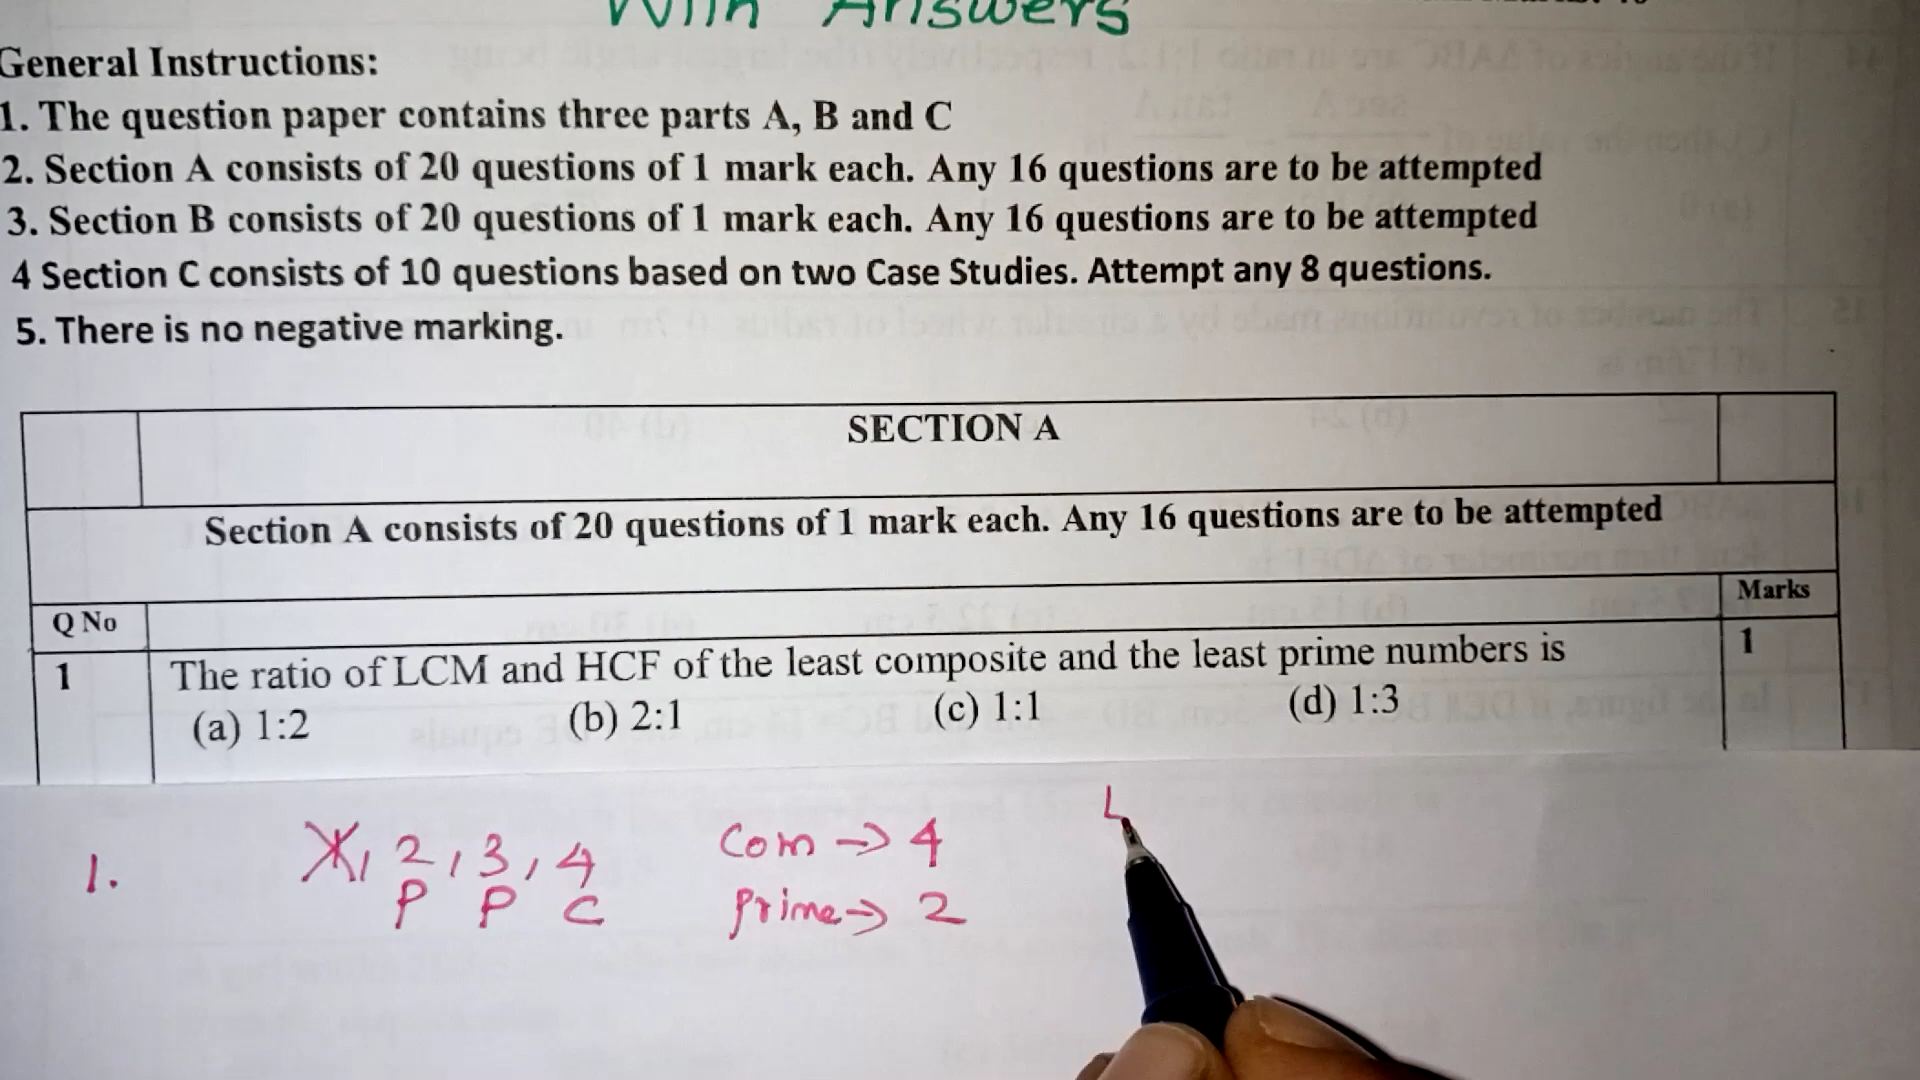 With Answers
General Instructions:
1. The question paper contains three parts A, B and C
2. Section A consists of 20 questions of 1 mark each. Any 16 questions are to be attempted
3. Section B consists of 20 questions of 1 mark each. Any 16 questions are to be attempted
4 Section C consists of 10 questions based on two Case Studies. Attempt any 8 questions.
5. There is no negative marking.
SECTION A
Section A consists of 20 questions of 1 mark each. Any 16 questions are to be attempted
Q No Marks
1 The ratio of LCM and HCF of the least composite and the least prime numbers is 1
(a) 1:2 (b) 2:1 (c) 1:1 (d) 1:3
1. 1, 2, 3, 4 Com → 4 L
P P C prime → 2